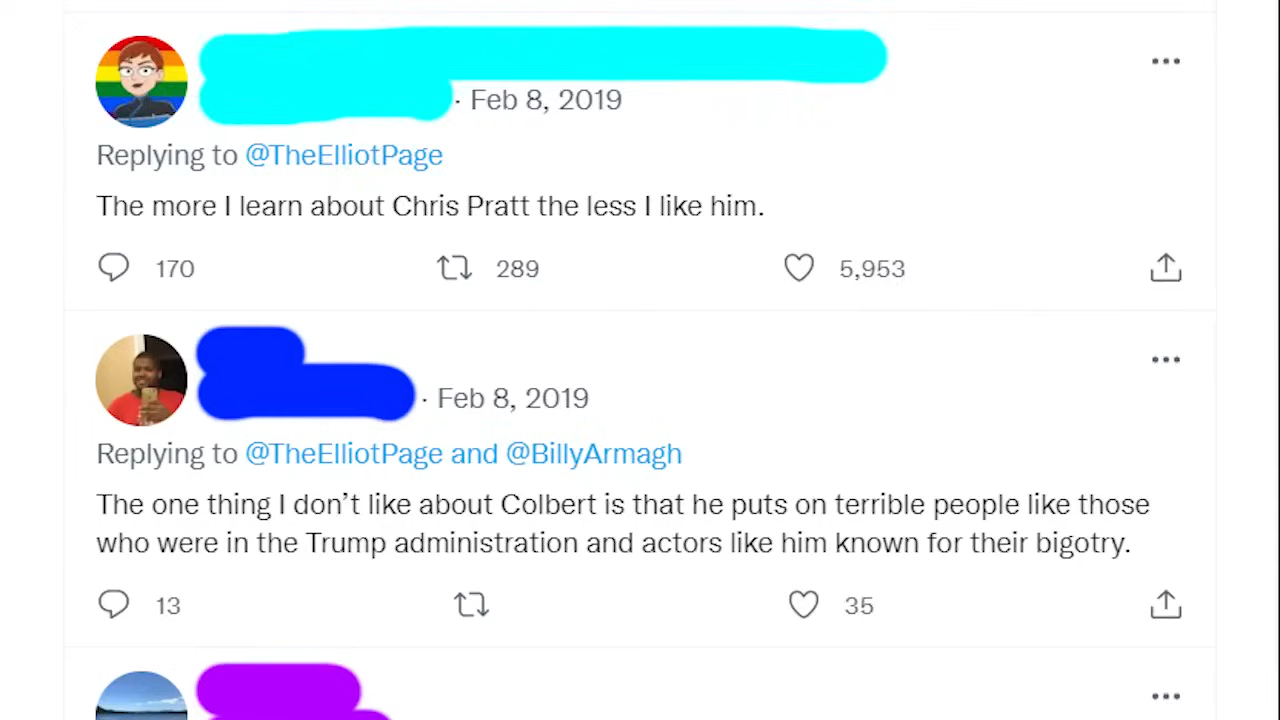 · Feb 8, 2019
Replying to @TheElliotPage
The more I learn about Chris Pratt the less I like him.
170 289 5,953
· Feb 8, 2019
Replying to @TheElliotPage and @BillyArmagh
The one thing I don’t like about Colbert is that he puts on terrible people like those
who were in the Trump administration and actors like him known for their bigotry.
13 35